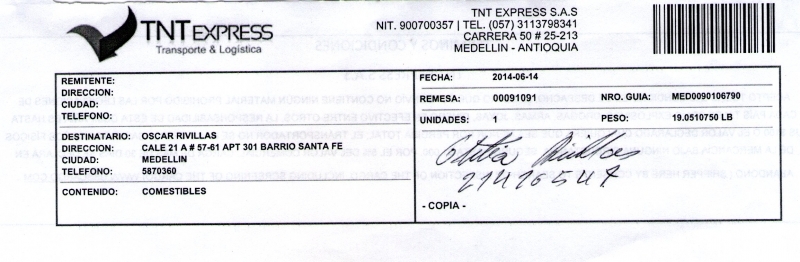 TNT EXPRESS
Transporte & Logística
TNT EXPRESS S.A.S
NIT. 900700357 | TEL. (057) 3113798341
CARRERA 50 # 25-213
MEDELLIN - ANTIOQUIA
REMITENTE:
DIRECCION:
CIUDAD:
TELEFONO:
DESTINATARIO: OSCAR RIVILLAS
DIRECCION: CALE 21 A # 57-61 APT 301 BARRIO SANTA FE
CIUDAD: MEDELLIN
TELEFONO: 5870360
CONTENIDO: COMESTIBLES
FECHA: 2014-06-14
REMESA: 00091091 NRO. GUIA: MED0090106790
UNIDADES: 1 PESO: 19.0510750 LB
Otilia Rivillas
21416547
- COPIA -